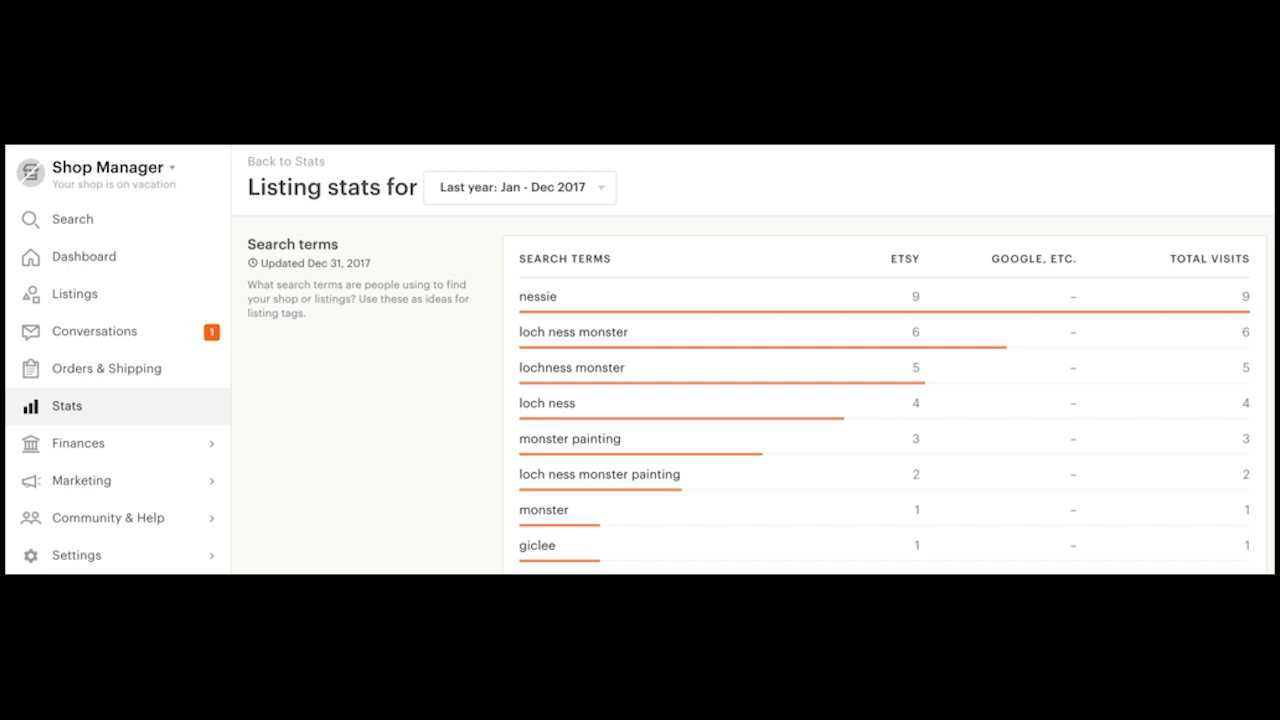 Shop Manager
Your shop is on vacation
Search
Dashboard
Listings
Conversations 1
Orders & Shipping
Stats
Finances
Marketing
Community & Help
Settings
Back to Stats
Listing stats for Last year: Jan - Dec 2017
Search terms
Updated Dec 31, 2017
What search terms are people using to find
your shop or listings? Use these as ideas for
listing tags.
SEARCH TERMS ETSY GOOGLE, ETC. TOTAL VISITS
nessie 9 – 9
loch ness monster 6 – 6
lochness monster 5 – 5
loch ness 4 – 4
monster painting 3 – 3
loch ness monster painting 2 – 2
monster 1 – 1
giclee 1 – 1